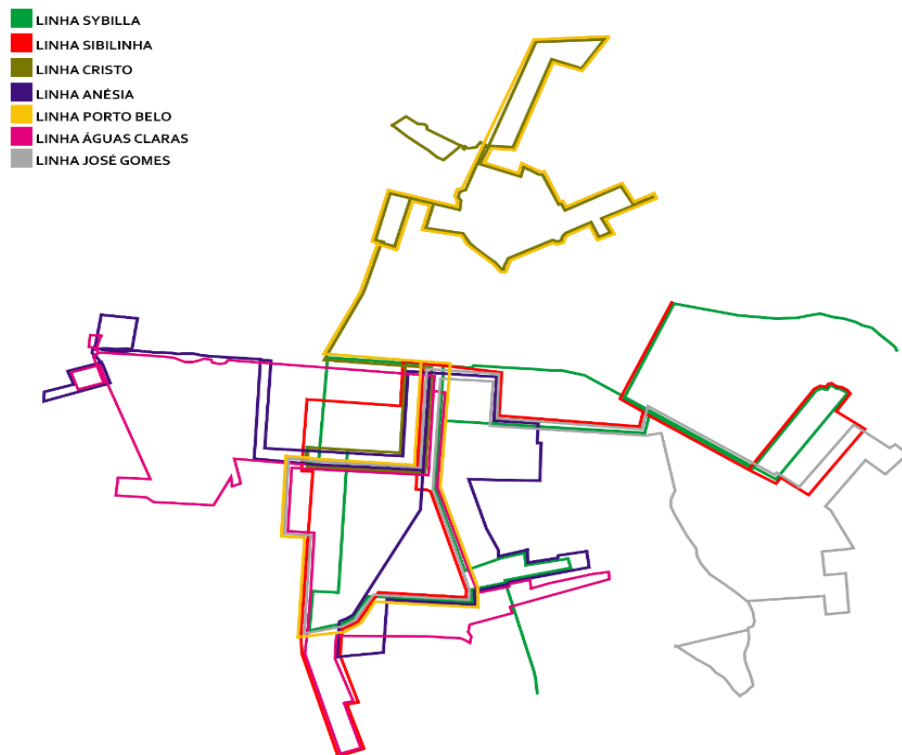 LINHA SYBILLA
LINHA SIBILINHA
LINHA CRISTO
LINHA ANÉSIA
LINHA PORTO BELO
LINHA ÁGUAS CLARAS
LINHA JOSÉ GOMES